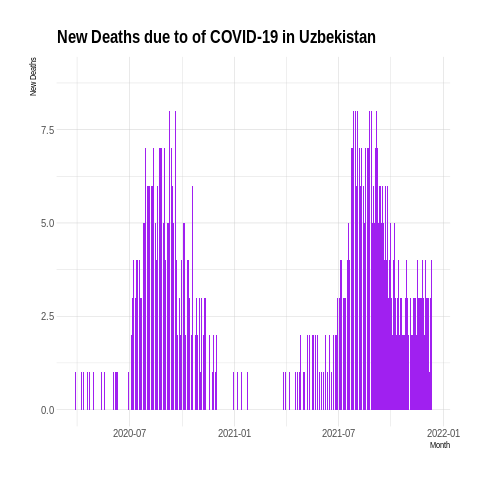 New Deaths due to of COVID-19 in Uzbekistan
New Deaths
7.5
5.0
2.5
0.0
2020-07 2021-01 2021-07 2022-01
Month